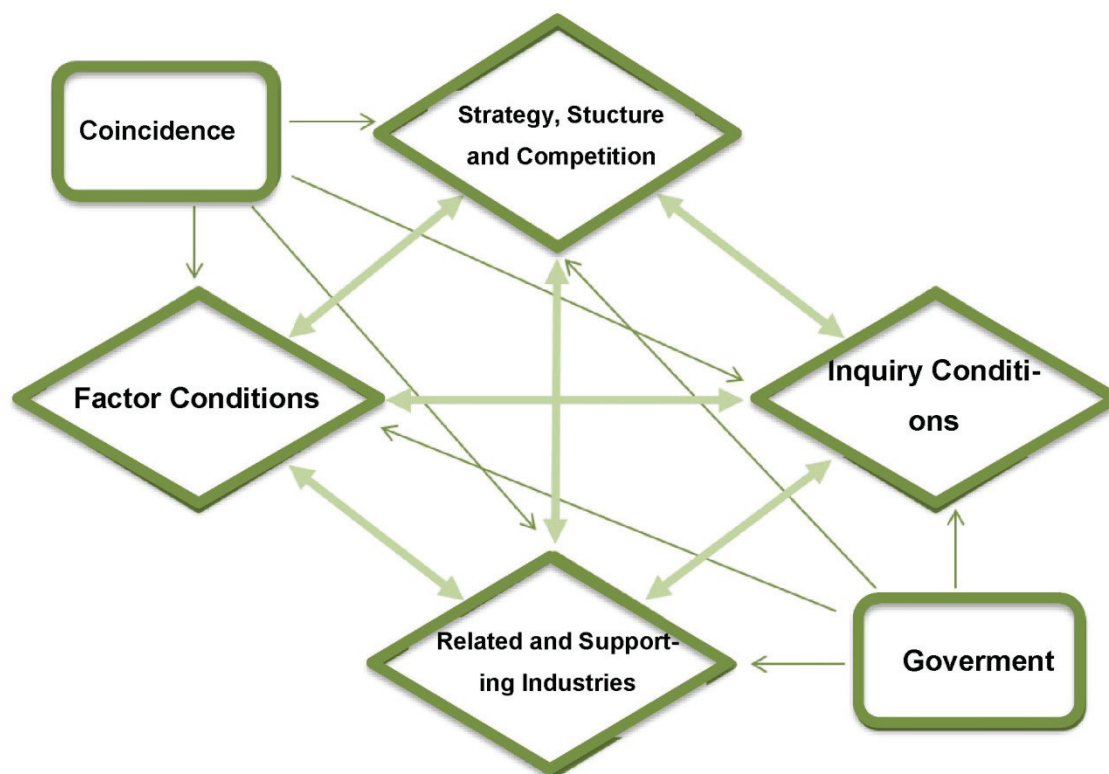 Coincidence
Strategy, Stucture
and Competition
Factor Conditions
Inquiry Conditi-
ons
Related and Support-
ing Industries
Goverment